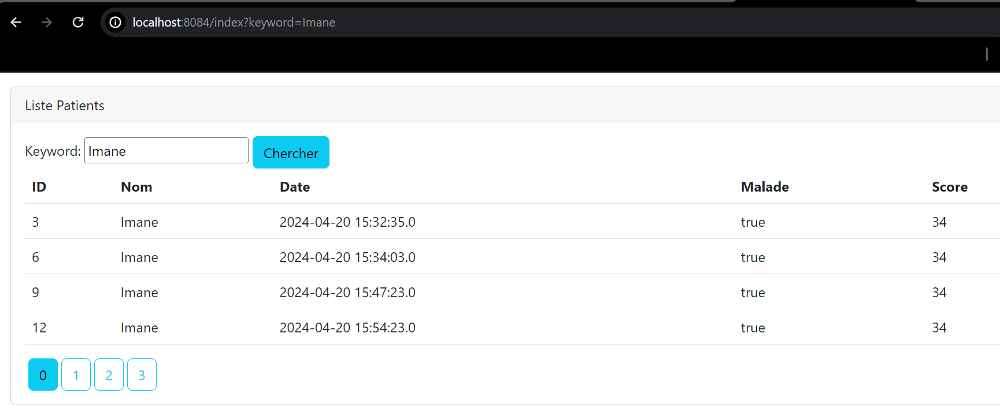 localhost:8084/index?keyword=Imane
Liste Patients
Keyword: Imane Chercher
ID Nom Date Malade Score
3 Imane 2024-04-20 15:32:35.0 true 34
6 Imane 2024-04-20 15:34:03.0 true 34
9 Imane 2024-04-20 15:47:23.0 true 34
12 Imane 2024-04-20 15:54:23.0 true 34
0 1 2 3